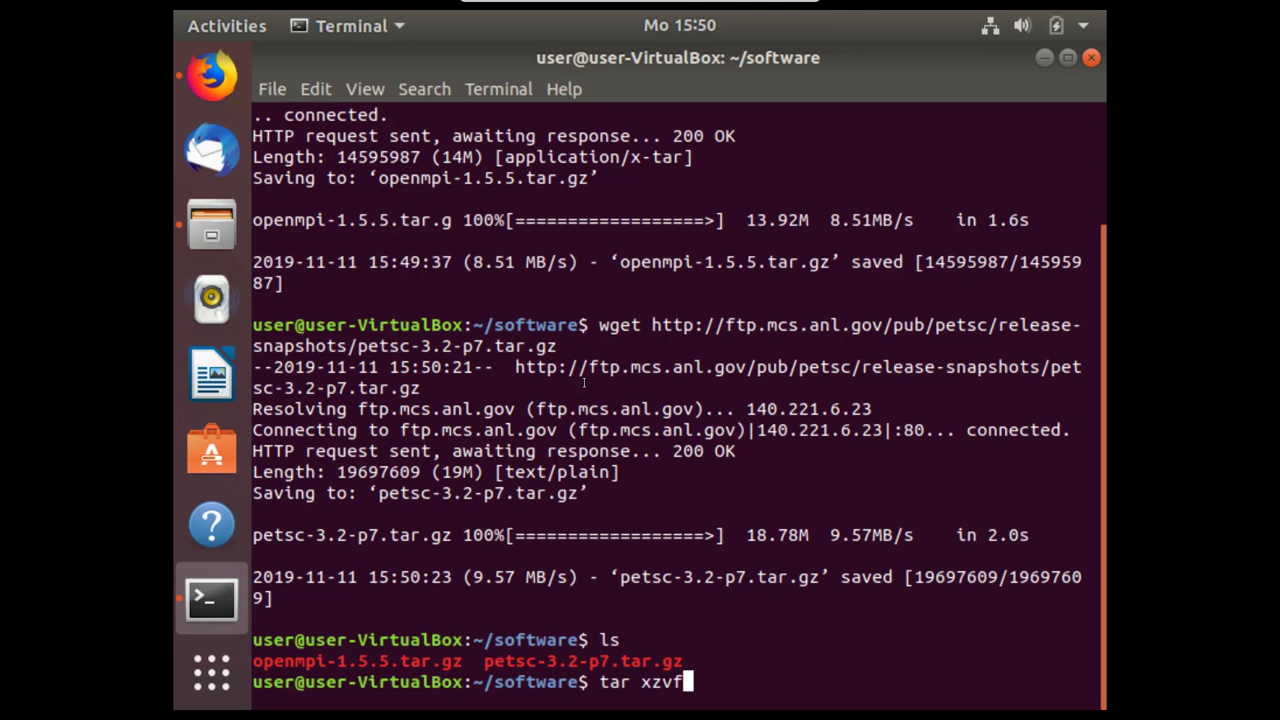 Activities Terminal Mo 15:50
user@user-VirtualBox: ~/software
File Edit View Search Terminal Help
.. connected.
HTTP request sent, awaiting response... 200 OK
Length: 14595987 (14M) [application/x-tar]
Saving to: ‘openmpi-1.5.5.tar.gz’
openmpi-1.5.5.tar.g 100%[==================>] 13.92M 8.51MB/s in 1.6s
2019-11-11 15:49:37 (8.51 MB/s) - ‘openmpi-1.5.5.tar.gz’ saved [14595987/145959
87]
user@user-VirtualBox:~/software$ wget http://ftp.mcs.anl.gov/pub/petsc/release-
snapshots/petsc-3.2-p7.tar.gz
--2019-11-11 15:50:21-- http://ftp.mcs.anl.gov/pub/petsc/release-snapshots/pet
sc-3.2-p7.tar.gz
Resolving ftp.mcs.anl.gov (ftp.mcs.anl.gov)... 140.221.6.23
Connecting to ftp.mcs.anl.gov (ftp.mcs.anl.gov)|140.221.6.23|:80... connected.
HTTP request sent, awaiting response... 200 OK
Length: 19697609 (19M) [text/plain]
Saving to: ‘petsc-3.2-p7.tar.gz’
petsc-3.2-p7.tar.gz 100%[==================>] 18.78M 9.57MB/s in 2.0s
2019-11-11 15:50:23 (9.57 MB/s) - ‘petsc-3.2-p7.tar.gz’ saved [19697609/1969760
9]
user@user-VirtualBox:~/software$ ls
openmpi-1.5.5.tar.gz petsc-3.2-p7.tar.gz
user@user-VirtualBox:~/software$ tar xzvf